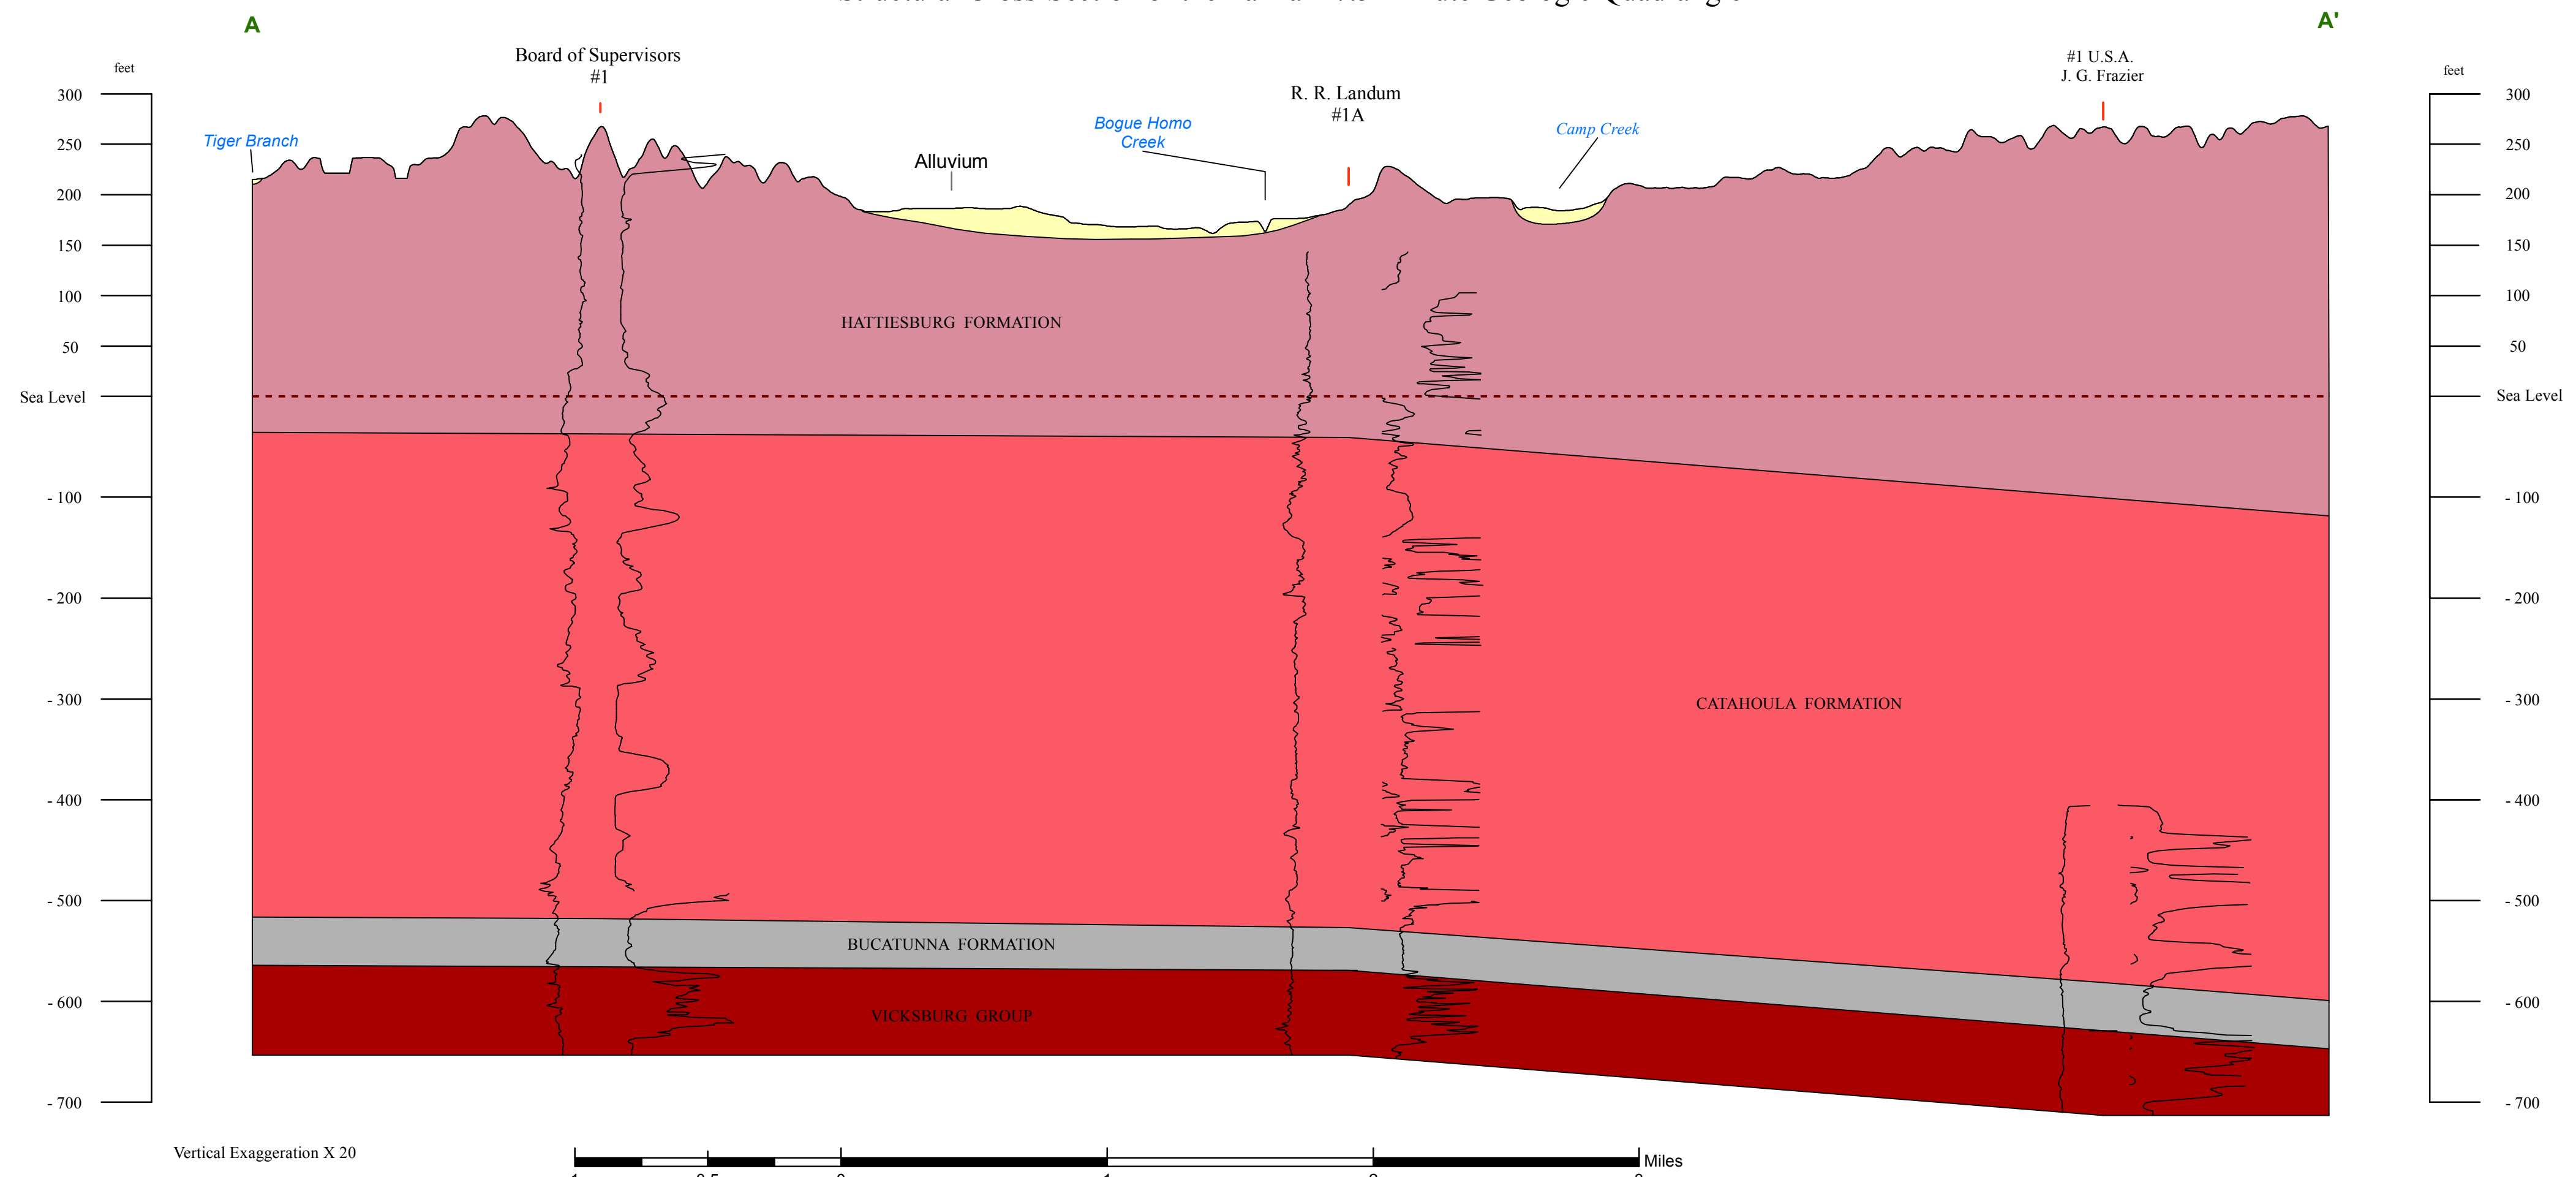 A
A'
Board of Supervisors
#1
#1 U.S.A.
J. G. Frazier
feet
feet
R. R. Landum
#1A
300
250
200
150
100
50
Sea Level
- 100
- 200
- 300
- 400
- 500
- 600
- 700
300
250
200
150
100
50
Sea Level
- 100
- 200
- 300
- 400
- 500
- 600
- 700
Tiger Branch
Alluvium
Bogue Homo
Creek
Camp Creek
HATTIESBURG FORMATION
CATAHOULA FORMATION
BUCATUNNA FORMATION
VICKSBURG GROUP
Vertical Exaggeration X 20
Miles